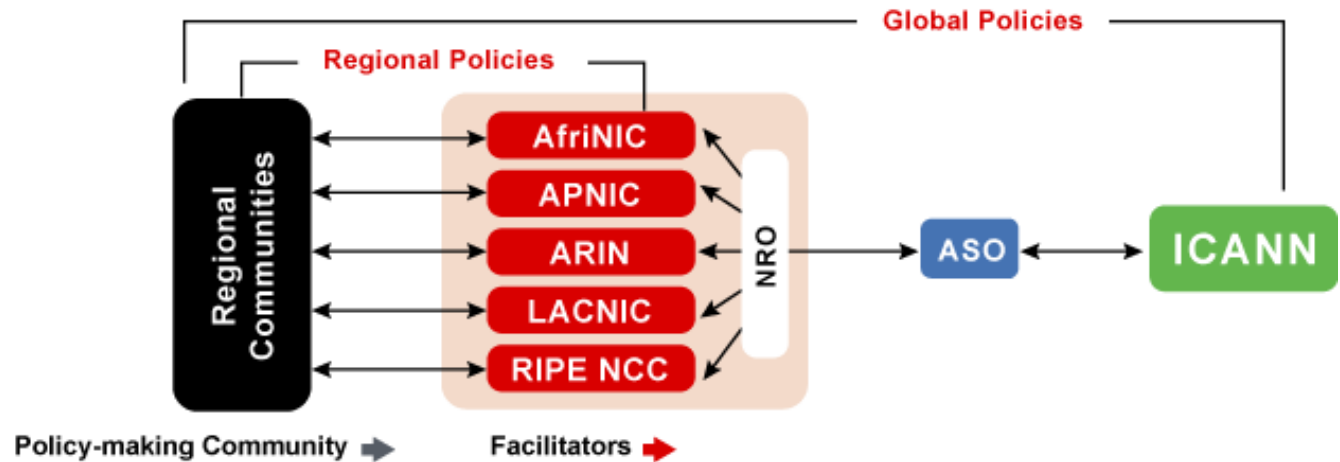 Global Policies
Regional Policies
Regional
Communities
AfriNIC
APNIC
ARIN
LACNIC
RIPE NCC
NRO
ASO
ICANN
Policy-making Community
Facilitators